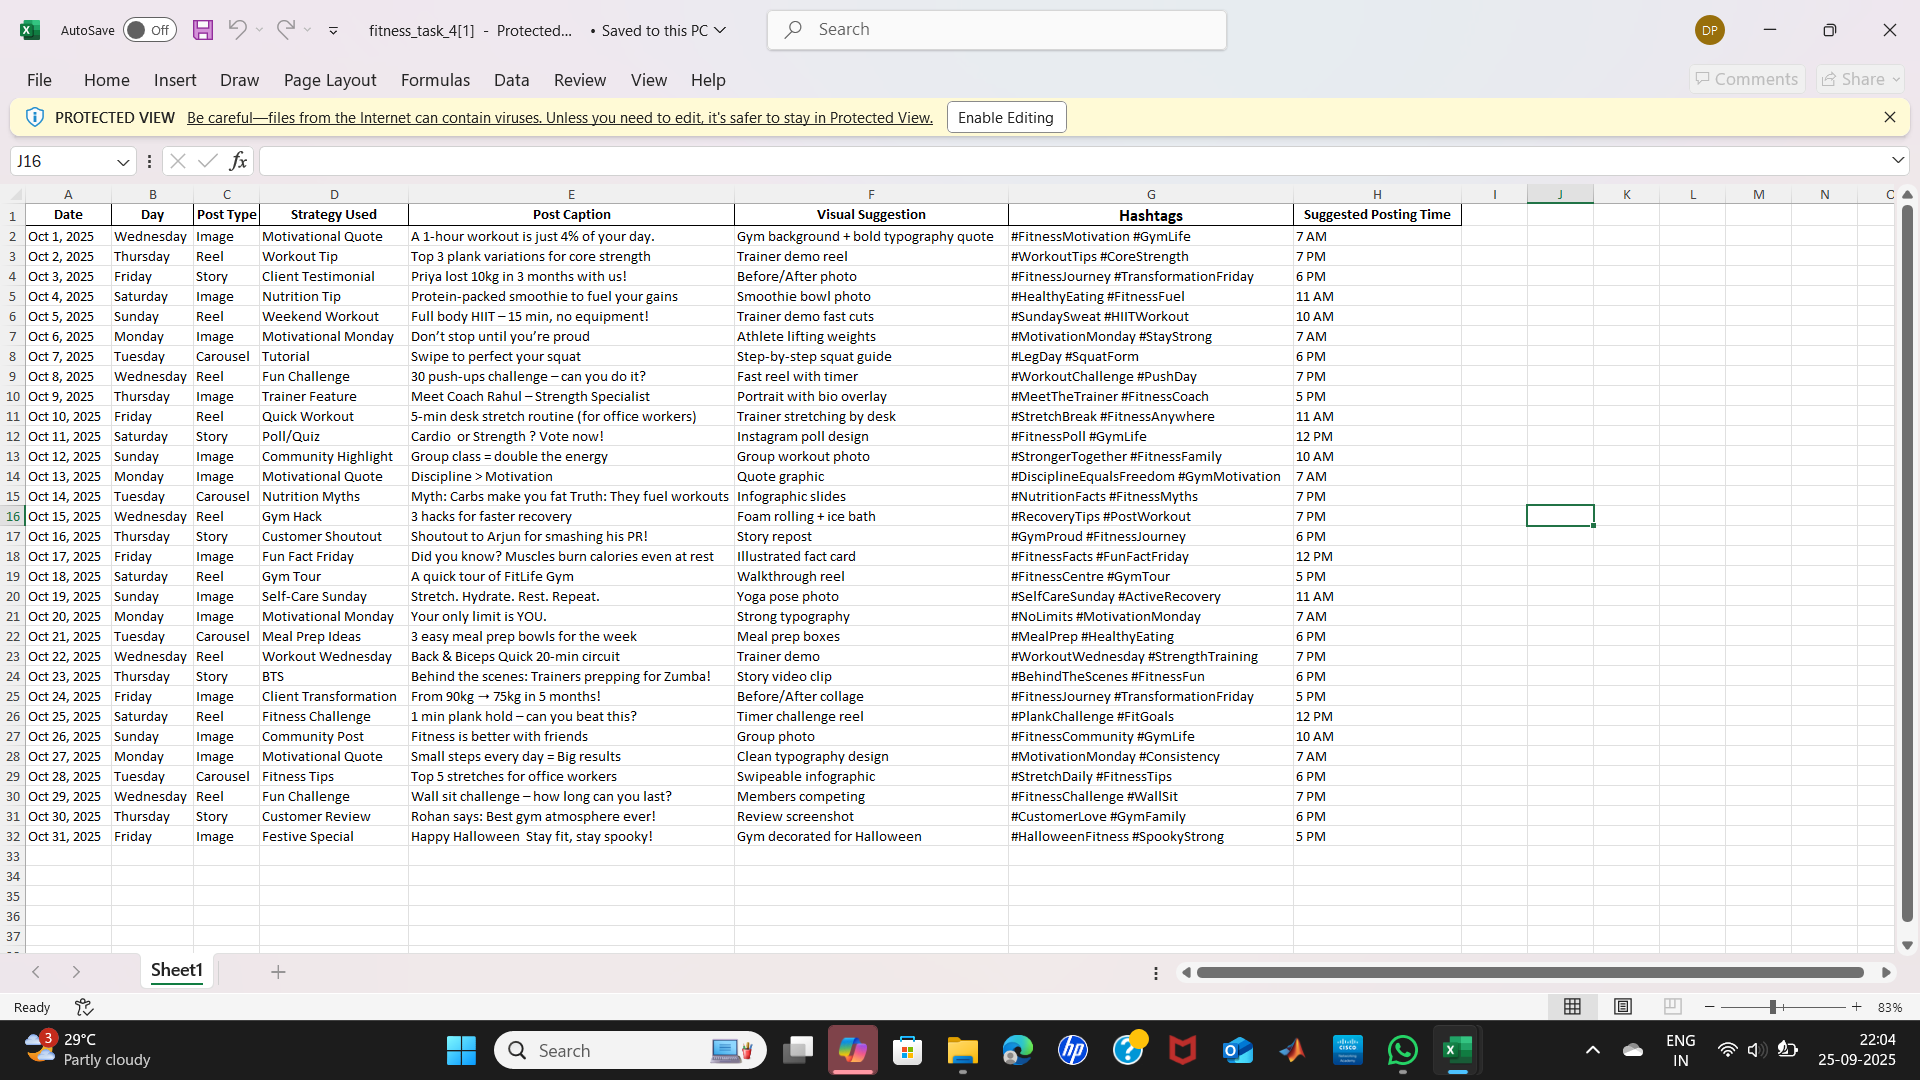 AutoSave Off fitness_task_4[1] - Protected... • Saved to this PC Search DP
File Home Insert Draw Page Layout Formulas Data Review View Help Comments Share
PROTECTED VIEW Be careful—files from the Internet can contain viruses. Unless you need to edit, it's safer to stay in Protected View. Enable Editing
J16 fx
A B C D E F G H I J K L M N O
1 Date Day Post Type Strategy Used Post Caption Visual Suggestion Hashtags Suggested Posting Time
2 Oct 1, 2025 Wednesday Image Motivational Quote A 1-hour workout is just 4% of your day. Gym background + bold typography quote #FitnessMotivation #GymLife 7 AM
3 Oct 2, 2025 Thursday Reel Workout Tip Top 3 plank variations for core strength Trainer demo reel #WorkoutTips #CoreStrength 7 PM
4 Oct 3, 2025 Friday Story Client Testimonial Priya lost 10kg in 3 months with us! Before/After photo #FitnessJourney #TransformationFriday 6 PM
5 Oct 4, 2025 Saturday Image Nutrition Tip Protein-packed smoothie to fuel your gains Smoothie bowl photo #HealthyEating #FitnessFuel 11 AM
6 Oct 5, 2025 Sunday Reel Weekend Workout Full body HIIT – 15 min, no equipment! Trainer demo fast cuts #SundaySweat #HIITWorkout 10 AM
7 Oct 6, 2025 Monday Image Motivational Monday Don’t stop until you’re proud Athlete lifting weights #MotivationMonday #StayStrong 7 AM
8 Oct 7, 2025 Tuesday Carousel Tutorial Swipe to perfect your squat Step-by-step squat guide #LegDay #SquatForm 6 PM
9 Oct 8, 2025 Wednesday Reel Fun Challenge 30 push-ups challenge – can you do it? Fast reel with timer #WorkoutChallenge #PushDay 7 PM
10 Oct 9, 2025 Thursday Image Trainer Feature Meet Coach Rahul – Strength Specialist Portrait with bio overlay #MeetTheTrainer #FitnessCoach 5 PM
11 Oct 10, 2025 Friday Reel Quick Workout 5-min desk stretch routine (for office workers) Trainer stretching by desk #StretchBreak #FitnessAnywhere 11 AM
12 Oct 11, 2025 Saturday Story Poll/Quiz Cardio or Strength ? Vote now! Instagram poll design #FitnessPoll #GymLife 12 PM
13 Oct 12, 2025 Sunday Image Community Highlight Group class = double the energy Group workout photo #StrongerTogether #FitnessFamily 10 AM
14 Oct 13, 2025 Monday Image Motivational Quote Discipline > Motivation Quote graphic #DisciplineEqualsFreedom #GymMotivation 7 AM
15 Oct 14, 2025 Tuesday Carousel Nutrition Myths Myth: Carbs make you fat Truth: They fuel workouts Infographic slides #NutritionFacts #FitnessMyths 7 PM
16 Oct 15, 2025 Wednesday Reel Gym Hack 3 hacks for faster recovery Foam rolling + ice bath #RecoveryTips #PostWorkout 7 PM
17 Oct 16, 2025 Thursday Story Customer Shoutout Shoutout to Arjun for smashing his PR! Story repost #GymProud #FitnessJourney 6 PM
18 Oct 17, 2025 Friday Image Fun Fact Friday Did you know? Muscles burn calories even at rest Illustrated fact card #FitnessFacts #FunFactFriday 12 PM
19 Oct 18, 2025 Saturday Reel Gym Tour A quick tour of FitLife Gym Walkthrough reel #FitnessCentre #GymTour 5 PM
20 Oct 19, 2025 Sunday Image Self-Care Sunday Stretch. Hydrate. Rest. Repeat. Yoga pose photo #SelfCareSunday #ActiveRecovery 11 AM
21 Oct 20, 2025 Monday Image Motivational Monday Your only limit is YOU. Strong typography #NoLimits #MotivationMonday 7 AM
22 Oct 21, 2025 Tuesday Carousel Meal Prep Ideas 3 easy meal prep bowls for the week Meal prep boxes #MealPrep #HealthyEating 6 PM
23 Oct 22, 2025 Wednesday Reel Workout Wednesday Back & Biceps Quick 20-min circuit Trainer demo #WorkoutWednesday #StrengthTraining 7 PM
24 Oct 23, 2025 Thursday Story BTS Behind the scenes: Trainers prepping for Zumba! Story video clip #BehindTheScenes #FitnessFun 6 PM
25 Oct 24, 2025 Friday Image Client Transformation From 90kg → 75kg in 5 months! Before/After collage #FitnessJourney #TransformationFriday 5 PM
26 Oct 25, 2025 Saturday Reel Fitness Challenge 1 min plank hold – can you beat this? Timer challenge reel #PlankChallenge #FitGoals 12 PM
27 Oct 26, 2025 Sunday Image Community Post Fitness is better with friends Group photo #FitnessCommunity #GymLife 10 AM
28 Oct 27, 2025 Monday Image Motivational Quote Small steps every day = Big results Clean typography design #MotivationMonday #Consistency 7 AM
29 Oct 28, 2025 Tuesday Carousel Fitness Tips Top 5 stretches for office workers Swipeable infographic #StretchDaily #FitnessTips 6 PM
30 Oct 29, 2025 Wednesday Reel Fun Challenge Wall sit challenge – how long can you last? Members competing #FitnessChallenge #WallSit 7 PM
31 Oct 30, 2025 Thursday Story Customer Review Rohan says: Best gym atmosphere ever! Review screenshot #CustomerLove #GymFamily 6 PM
32 Oct 31, 2025 Friday Image Festive Special Happy Halloween Stay fit, stay spooky! Gym decorated for Halloween #HalloweenFitness #SpookyStrong 5 PM
33
34
35
36
37
Sheet1
Ready 83%
3 29°C Search ENG 22:04
Partly cloudy IN 25-09-2025